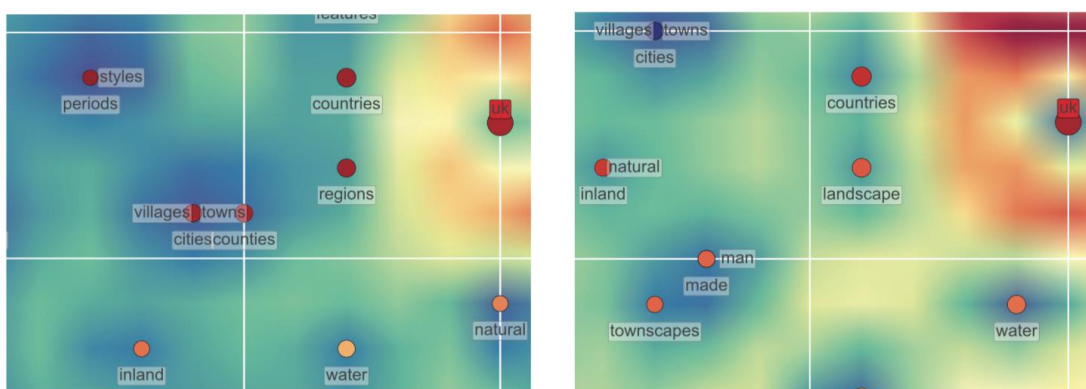 features
styles
periods
countries
uk
regions
villages towns
cities counties
natural
inland
water
villages towns
cities
countries
uk
natural
inland
landscape
man
made
townscapes
water